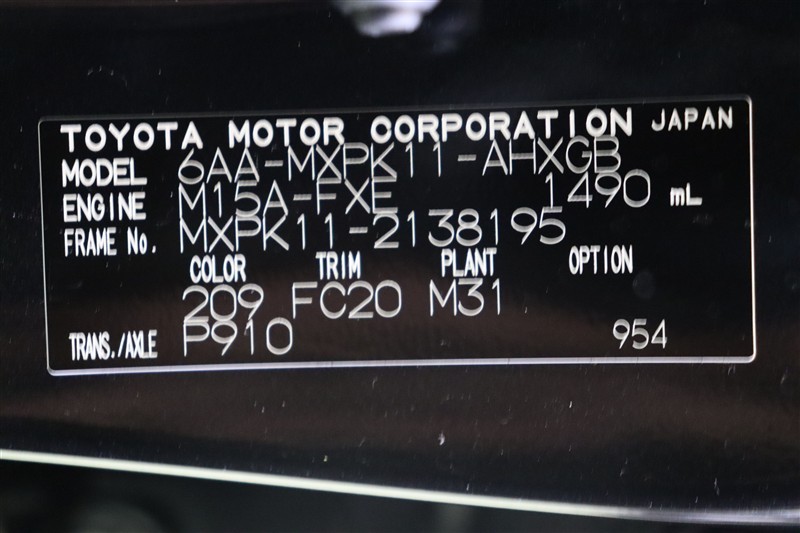 TOYOTA MOTOR CORPORATION JAPAN
MODEL 6AA-MXPK11-AHXGB
ENGINE M15A-FXE 1490 mL
FRAME No. MXPK11-2138195
COLOR TRIM PLANT OPTION
209 FC20 M31
TRANS./AXLE P910 954